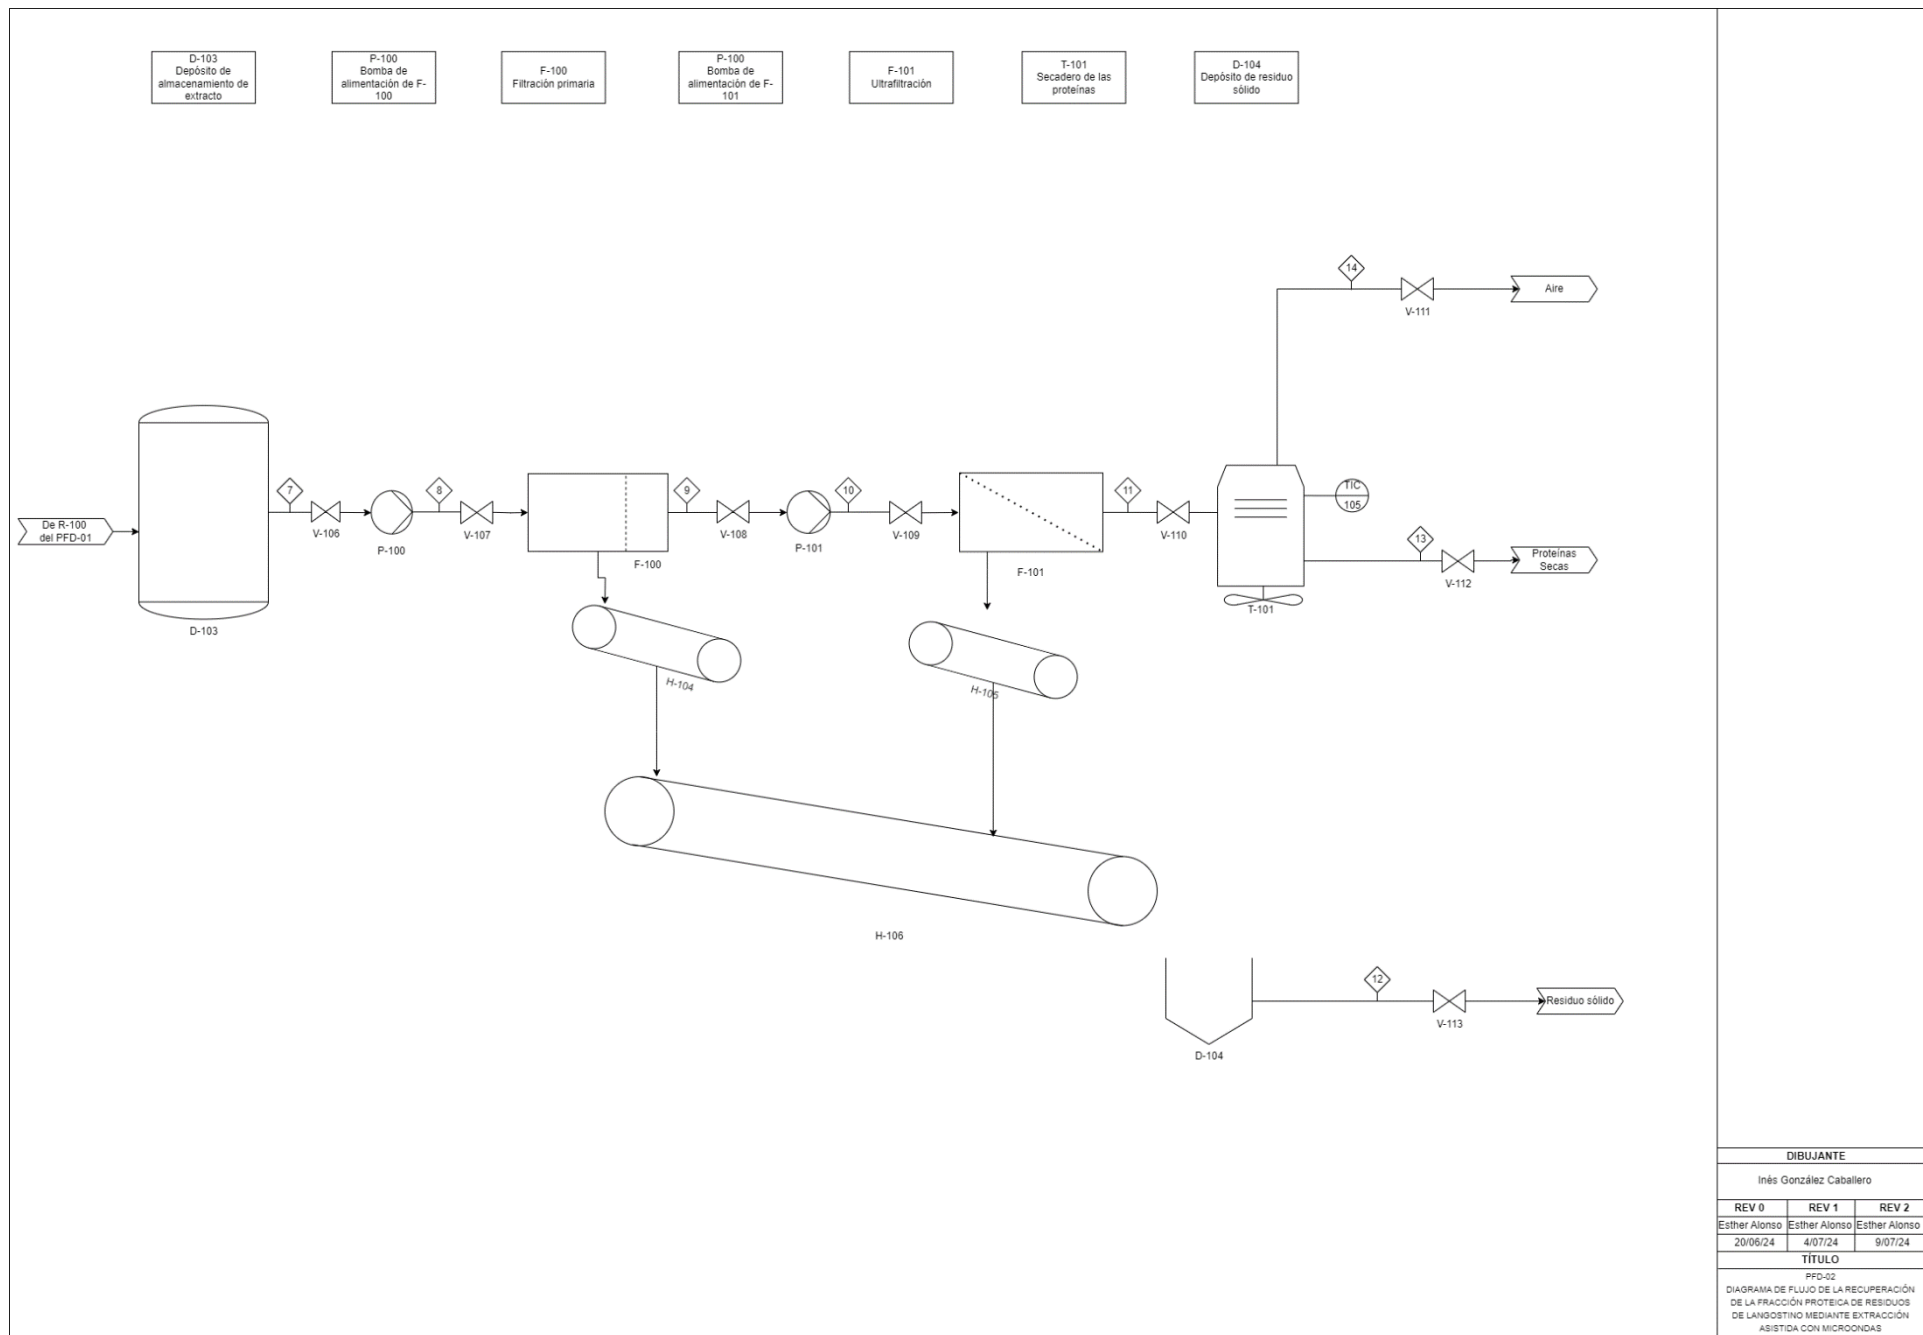 D-103
Depósito de
almacenamiento de
extracto
P-100
Bomba de
alimentación de F-
100
F-100
Filtración primaria
P-100
Bomba de
alimentación de F-
101
F-101
Ultrafiltración
T-101
Secadero de las
proteínas
D-104
Depósito de residuo
sólido
14
V-111
Aire
De R-100
del PFD-01
D-103
7
V-106
P-100
8
V-107
F-100
9
V-108
P-101
10
V-109
F-101
11
V-110
TIC
105
T-101
13
V-112
Proteínas
Secas
H-104
H-105
H-106
D-104
12
V-113
Residuo sólido
DIBUJANTE
Inés González Caballero
REV 0 REV 1 REV 2
Esther Alonso Esther Alonso Esther Alonso
20/06/24 4/07/24 9/07/24
TÍTULO
PFD-02
DIAGRAMA DE FLUJO DE LA RECUPERACIÓN
DE LA FRACCIÓN PROTEICA DE RESIDUOS
DE LANGOSTINO MEDIANTE EXTRACCIÓN
ASISTIDA CON MICROONDAS